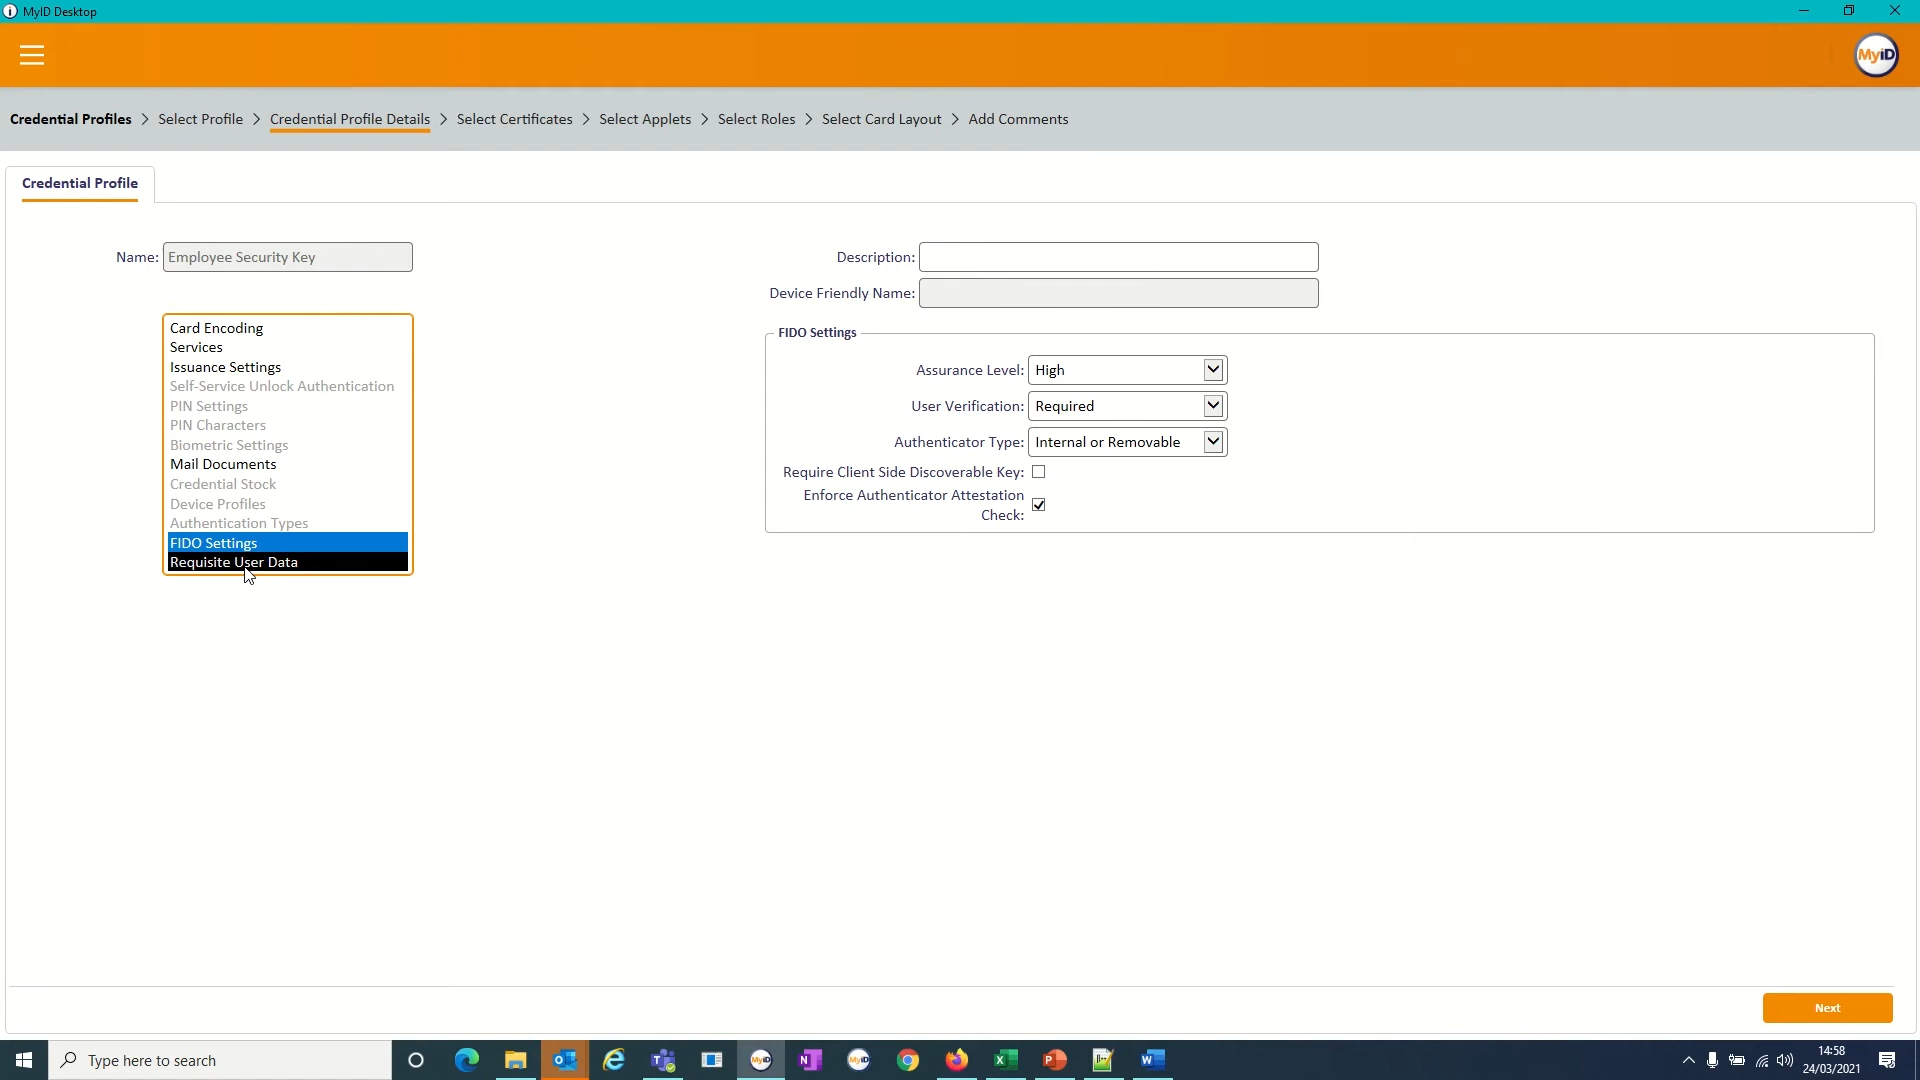 MyID Desktop
MyID
Credential Profiles > Select Profile > Credential Profile Details > Select Certificates > Select Applets > Select Roles > Select Card Layout > Add Comments
Credential Profile
Name: Employee Security Key
Description:
Device Friendly Name:
Card Encoding
Services
Issuance Settings
Self-Service Unlock Authentication
PIN Settings
PIN Characters
Biometric Settings
Mail Documents
Credential Stock
Device Profiles
Authentication Types
FIDO Settings
Requisite User Data
FIDO Settings
Assurance Level: High
User Verification: Required
Authenticator Type: Internal or Removable
Require Client Side Discoverable Key:
Enforce Authenticator Attestation
Check:
Next
Type here to search
14:58
24/03/2021